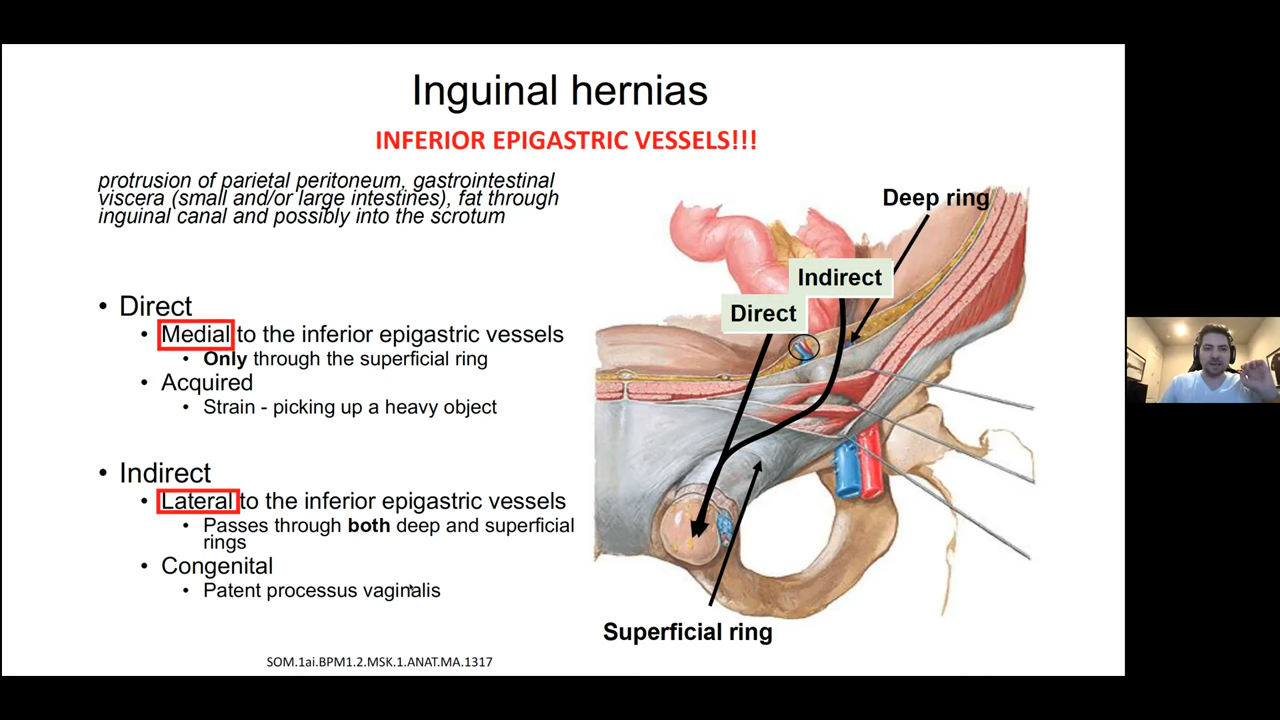 Inguinal hernias
INFERIOR EPIGASTRIC VESSELS!!!
protrusion of parietal peritoneum, gastrointestinal
viscera (small and/or large intestines), fat through
inguinal canal and possibly into the scrotum
• Direct
• Medial to the inferior epigastric vessels
• Only through the superficial ring
• Acquired
• Strain - picking up a heavy object
• Indirect
• Lateral to the inferior epigastric vessels
• Passes through both deep and superficial
rings
• Congenital
• Patent processus vaginalis
Deep ring
Indirect
Direct
Superficial ring
SOM.1ai.BPM1.2.MSK.1.ANAT.MA.1317